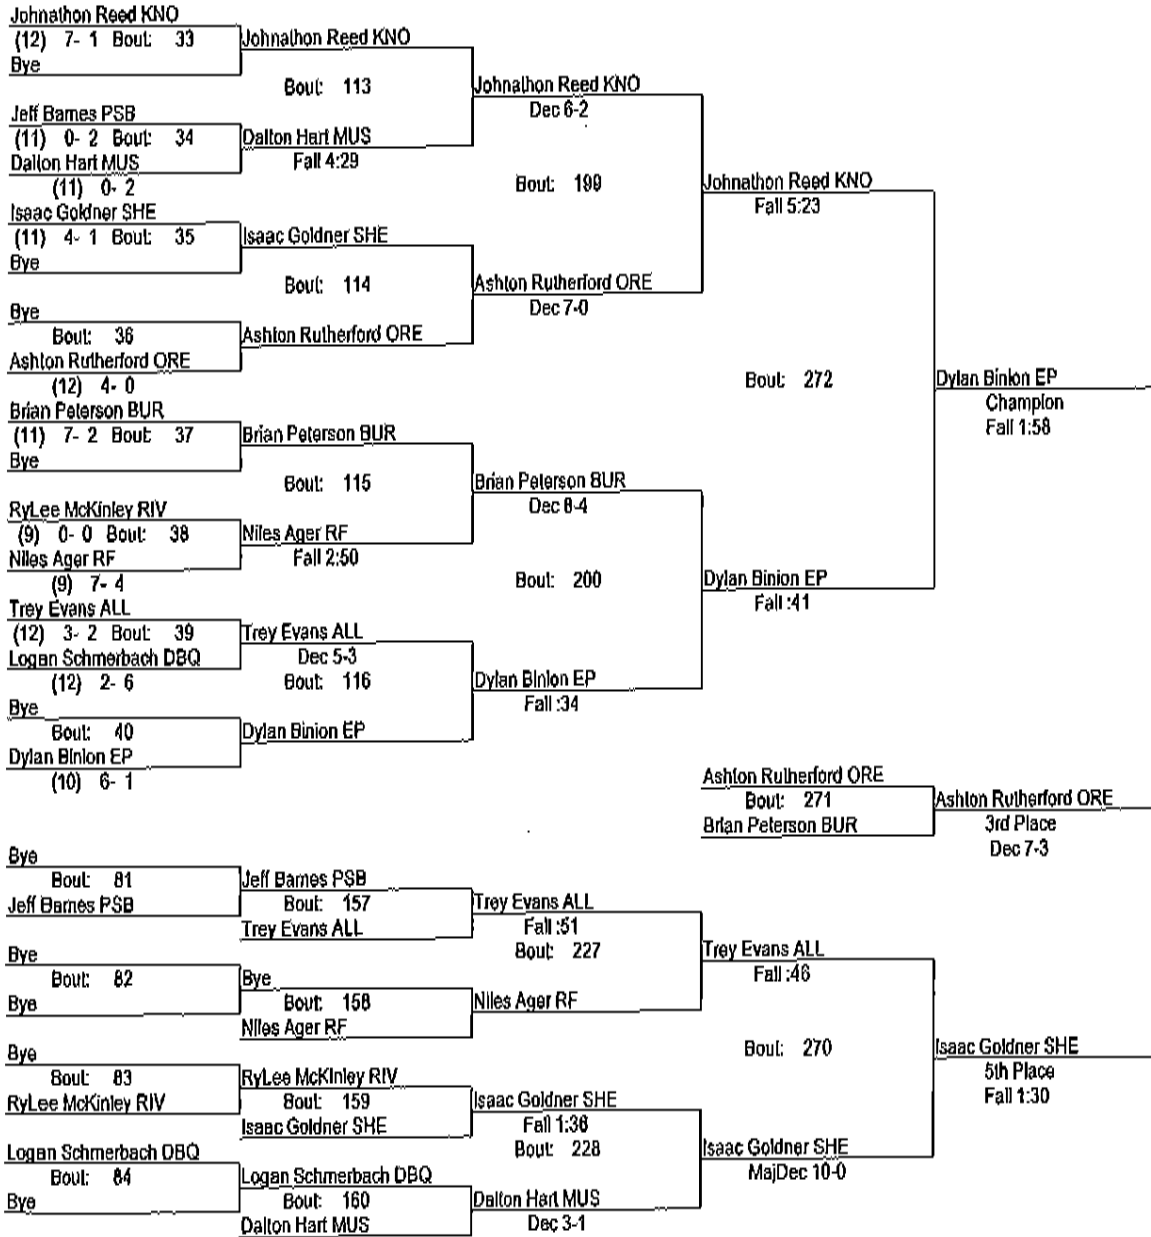 Johnathon Reed KNO
(12) 7- 1 Bout: 33
Bye
Johnathon Reed KNO
Bout: 113
Jeff Barnes PSB
(11) 0- 2 Bout: 34
Dalton Hart MUS
(11) 0- 2
Dalton Hart MUS
Fall 4:29
Johnathon Reed KNO
Dec 6-2
Bout: 199
Isaac Goldner SHE
(11) 4- 1 Bout: 35
Bye
Isaac Goldner SHE
Bout: 114
Bye
Bout: 36
Ashton Rutherford ORE
(12) 4- 0
Ashton Rutherford ORE
Ashton Rutherford ORE
Dec 7-0
Johnathon Reed KNO
Fall 5:23
Bout: 272
Brian Peterson BUR
(11) 7- 2 Bout: 37
Bye
Brian Peterson BUR
Bout: 115
RyLee McKinley RIV
(9) 0- 0 Bout: 38
Niles Ager RF
(9) 7- 4
Niles Ager RF
Fall 2:50
Brian Peterson BUR
Dec 8-4
Bout: 200
Trey Evans ALL
(12) 3- 2 Bout: 39
Logan Schmerbach DBQ
(12) 2- 6
Trey Evans ALL
Dec 5-3
Bout: 116
Bye
Bout: 40
Dylan Binion EP
(10) 6- 1
Dylan Binion EP
Dylan Binion EP
Fall :34
Dylan Binion EP
Fall :41
Dylan Binion EP
Champion
Fall 1:58
Ashton Rutherford ORE
Bout: 271
Brian Peterson BUR
Ashton Rutherford ORE
3rd Place
Dec 7-3
Bye
Bout: 81
Jeff Barnes PSB
Jeff Barnes PSB
Bout: 157
Trey Evans ALL
Trey Evans ALL
Fall :51
Bout: 227
Bye
Bout: 82
Bye
Bye
Bout: 158
Niles Ager RF
Niles Ager RF
Trey Evans ALL
Fall :46
Bout: 270
Bye
Bout: 83
RyLee McKinley RIV
RyLee McKinley RIV
Bout: 159
Isaac Goldner SHE
Isaac Goldner SHE
Fall 1:36
Bout: 228
Logan Schmerbach DBQ
Bout: 84
Bye
Logan Schmerbach DBQ
Bout: 160
Dalton Hart MUS
Dalton Hart MUS
Dec 3-1
Isaac Goldner SHE
MajDec 10-0
Isaac Goldner SHE
5th Place
Fall 1:30